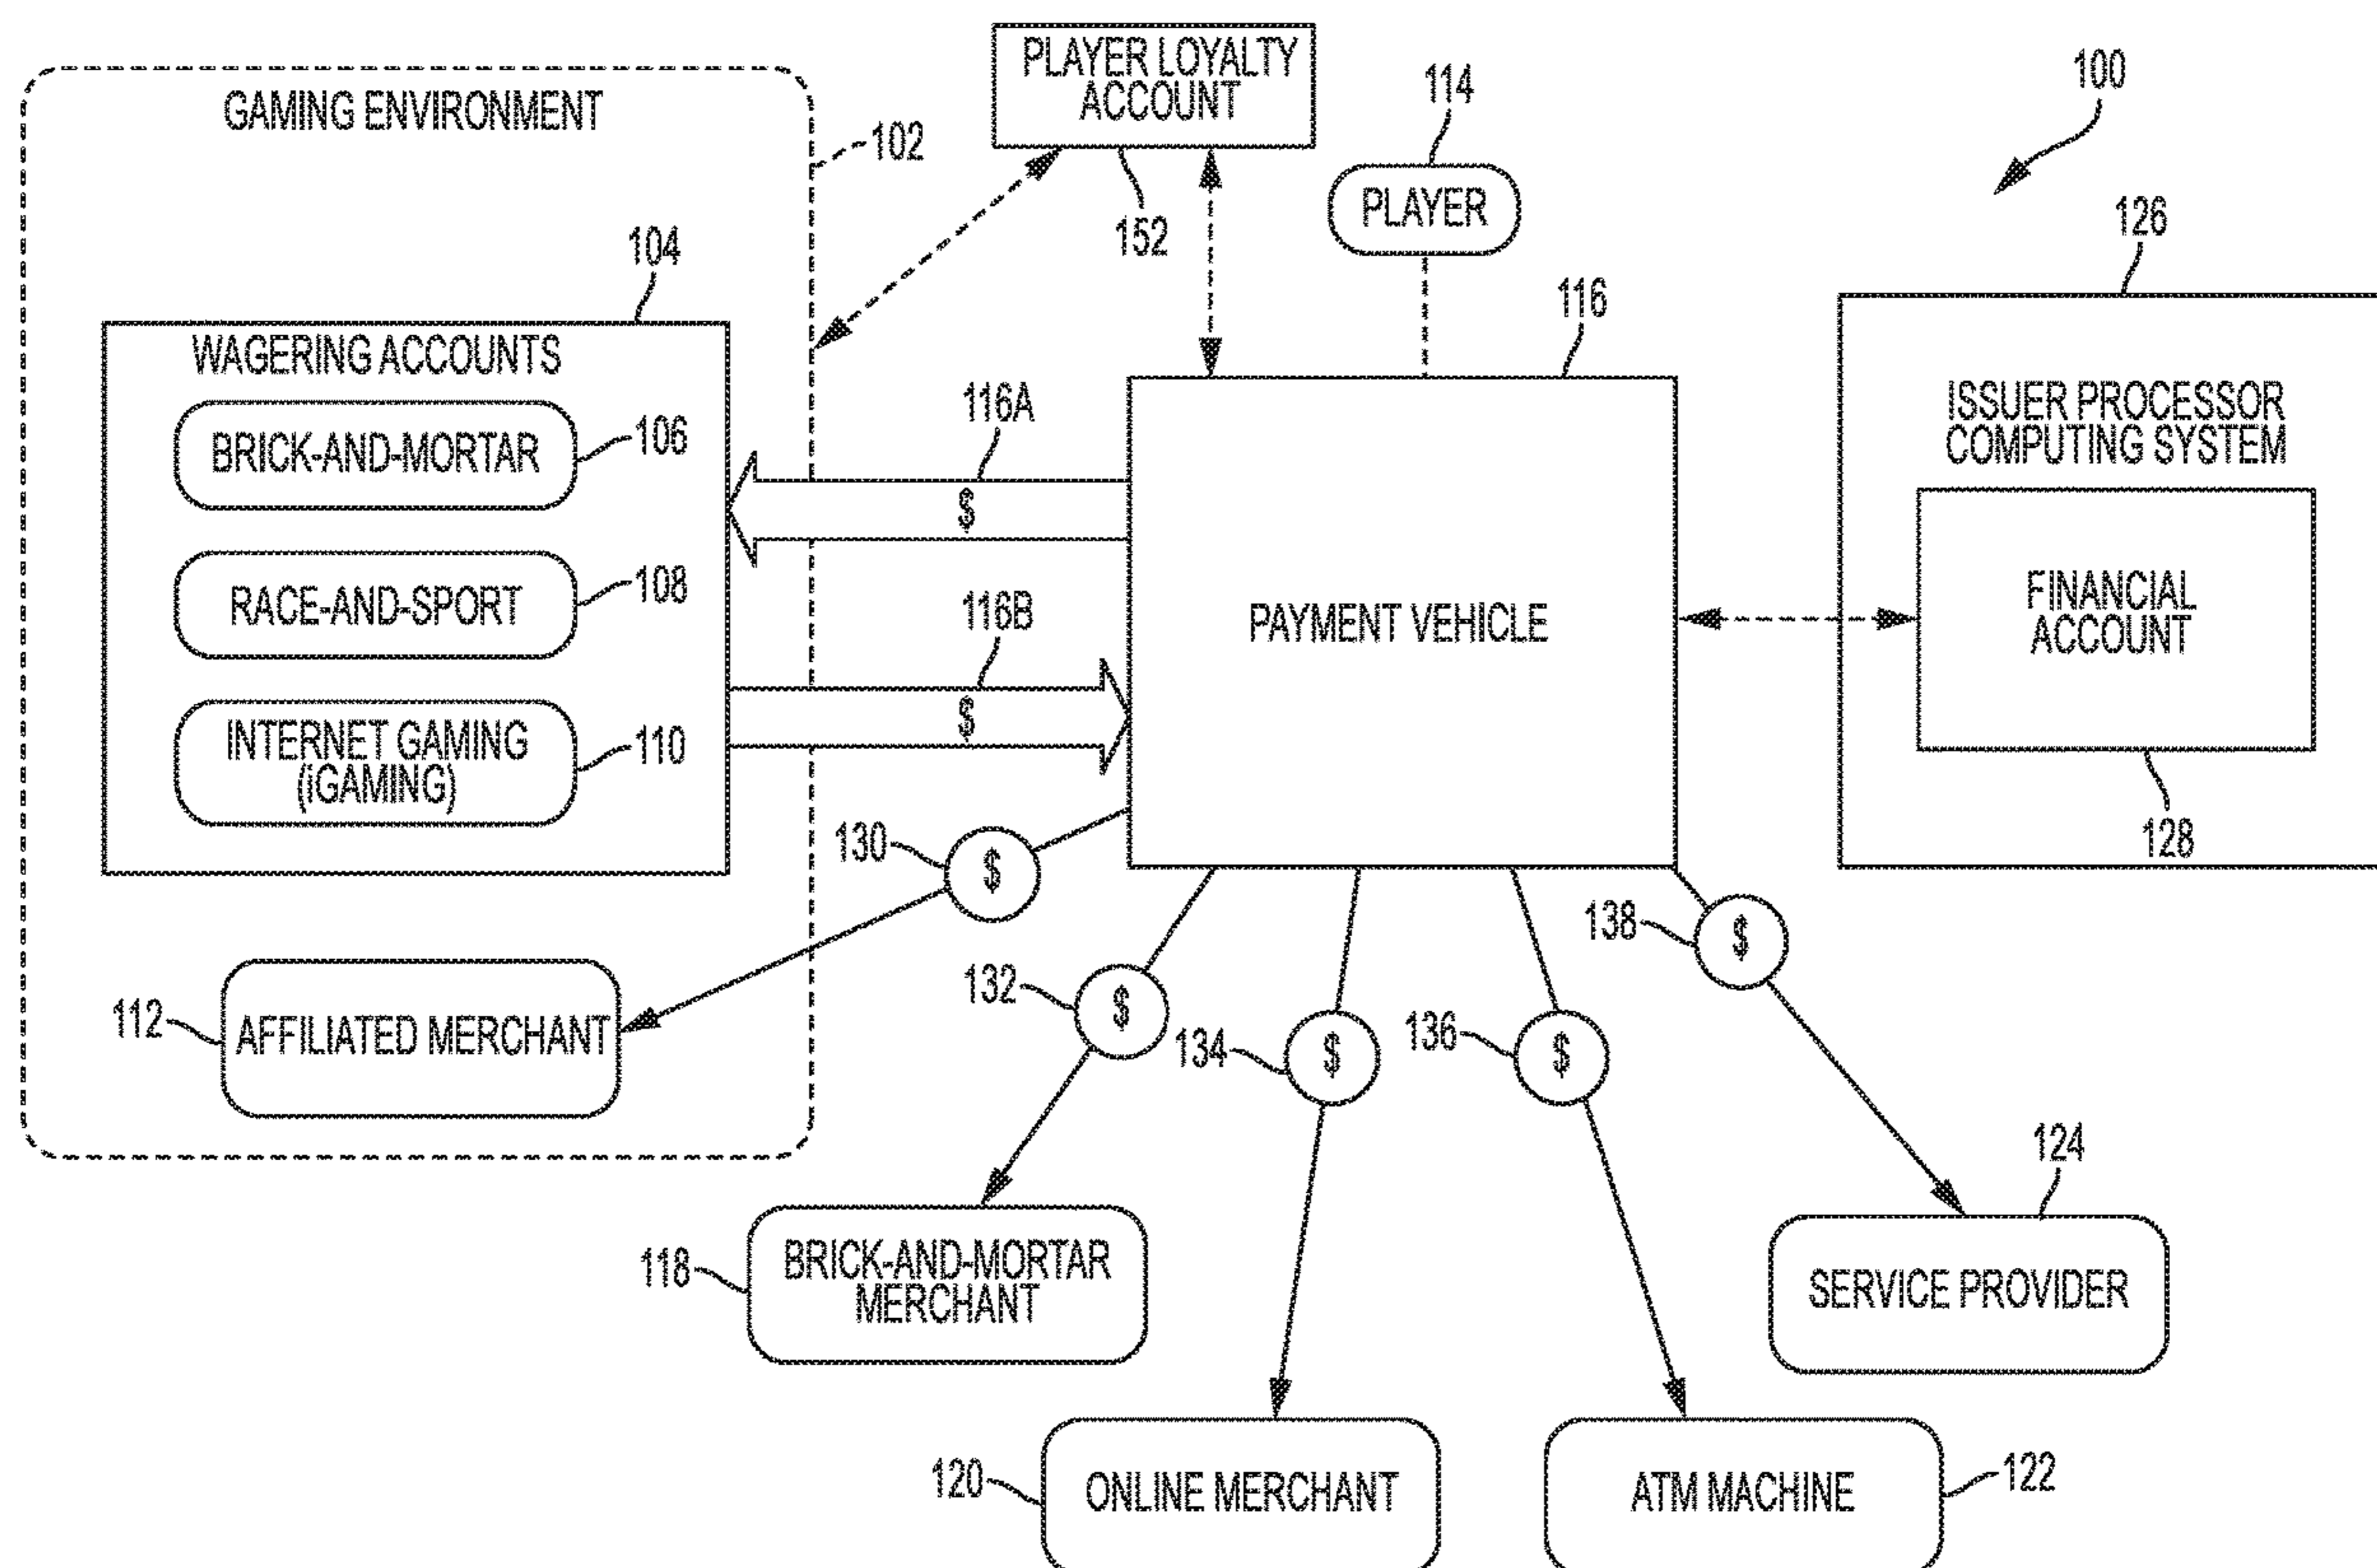 GAMING ENVIRONMENT
102
PLAYER LOYALTY
ACCOUNT
152
114
PLAYER
100
104
WAGERING ACCOUNTS
BRICK-AND-MORTAR
106
RACE-AND-SPORT
108
INTERNET GAMING
(iGAMING)
110
116A
$
116B
$
116
PAYMENT VEHICLE
126
ISSUER PROCESSOR
COMPUTING SYSTEM
FINANCIAL
ACCOUNT
128
130
$
112
AFFILIATED MERCHANT
132
$
134
$
136
$
138
$
118
BRICK-AND-MORTAR
MERCHANT
124
SERVICE PROVIDER
120
ONLINE MERCHANT
ATM MACHINE
122